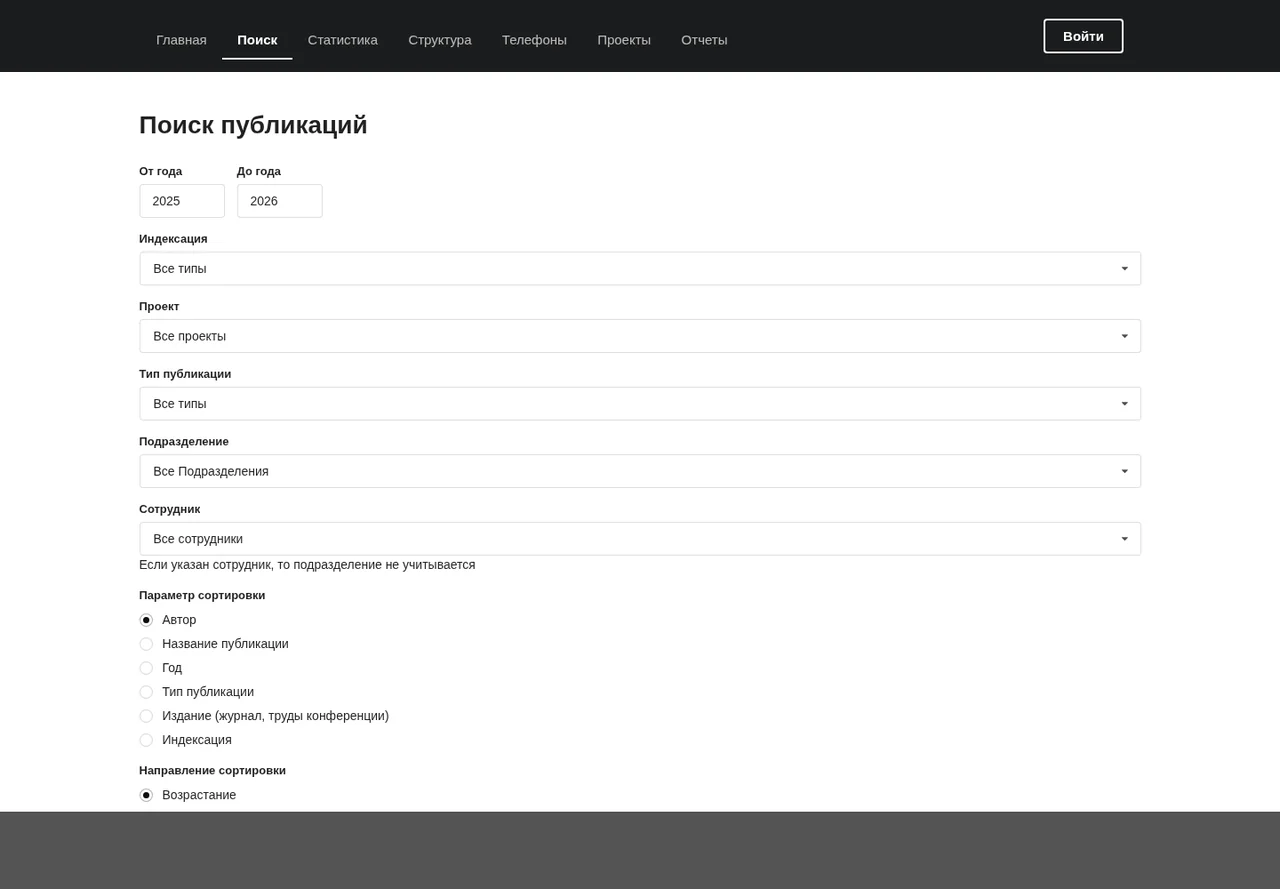 Главная Поиск Статистика Структура Телефоны Проекты Отчеты Войти
Поиск публикаций
От года До года
2025 2026
Индексация
Все типы
Проект
Все проекты
Тип публикации
Все типы
Подразделение
Все Подразделения
Сотрудник
Все сотрудники
Если указан сотрудник, то подразделение не учитывается
Параметр сортировки
Автор
Название публикации
Год
Тип публикации
Издание (журнал, труды конференции)
Индексация
Направление сортировки
Возрастание